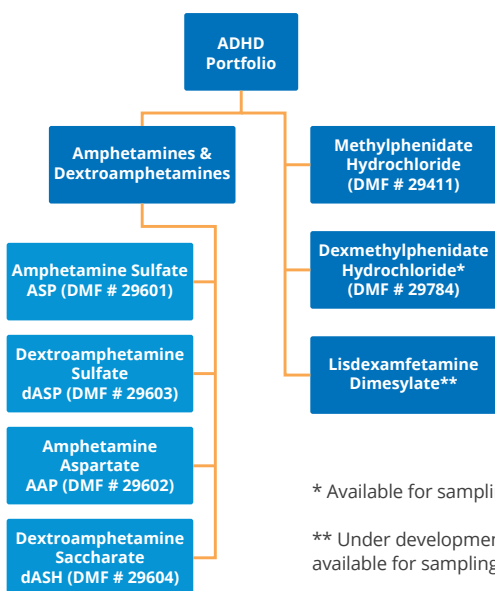 ADHD
Portfolio
Amphetamines &
Dextroamphetamines
Amphetamine Sulfate
ASP (DMF # 29601)
Dextroamphetamine
Sulfate
dASP (DMF # 29603)
Amphetamine
Aspartate
AAP (DMF # 29602)
Dextroamphetamine
Saccharate
dASH (DMF # 29604)
Methylphenidate
Hydrochloride
(DMF # 29411)
Dexmethylphenidate
Hydrochloride*
(DMF # 29784)
Lisdexamfetamine
Dimesylate**
* Available for
** Under
available for sampling